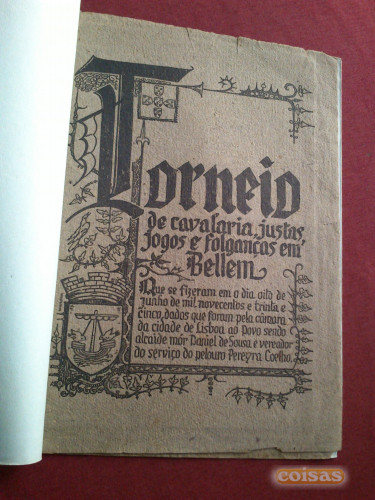 Torneio
de cavalaria, justas,
jogos e folganças em
Bellem
Que se fizeram em o dia oito de
junho de mil, novecentos e trinta e
cinco, dados que foram pela câmara
da cidade de Lisboa ao Povo sendo
alcaide mór Daniel de Sousa e vereador
do serviço do pelouro Pereyra Coelho.
coisas